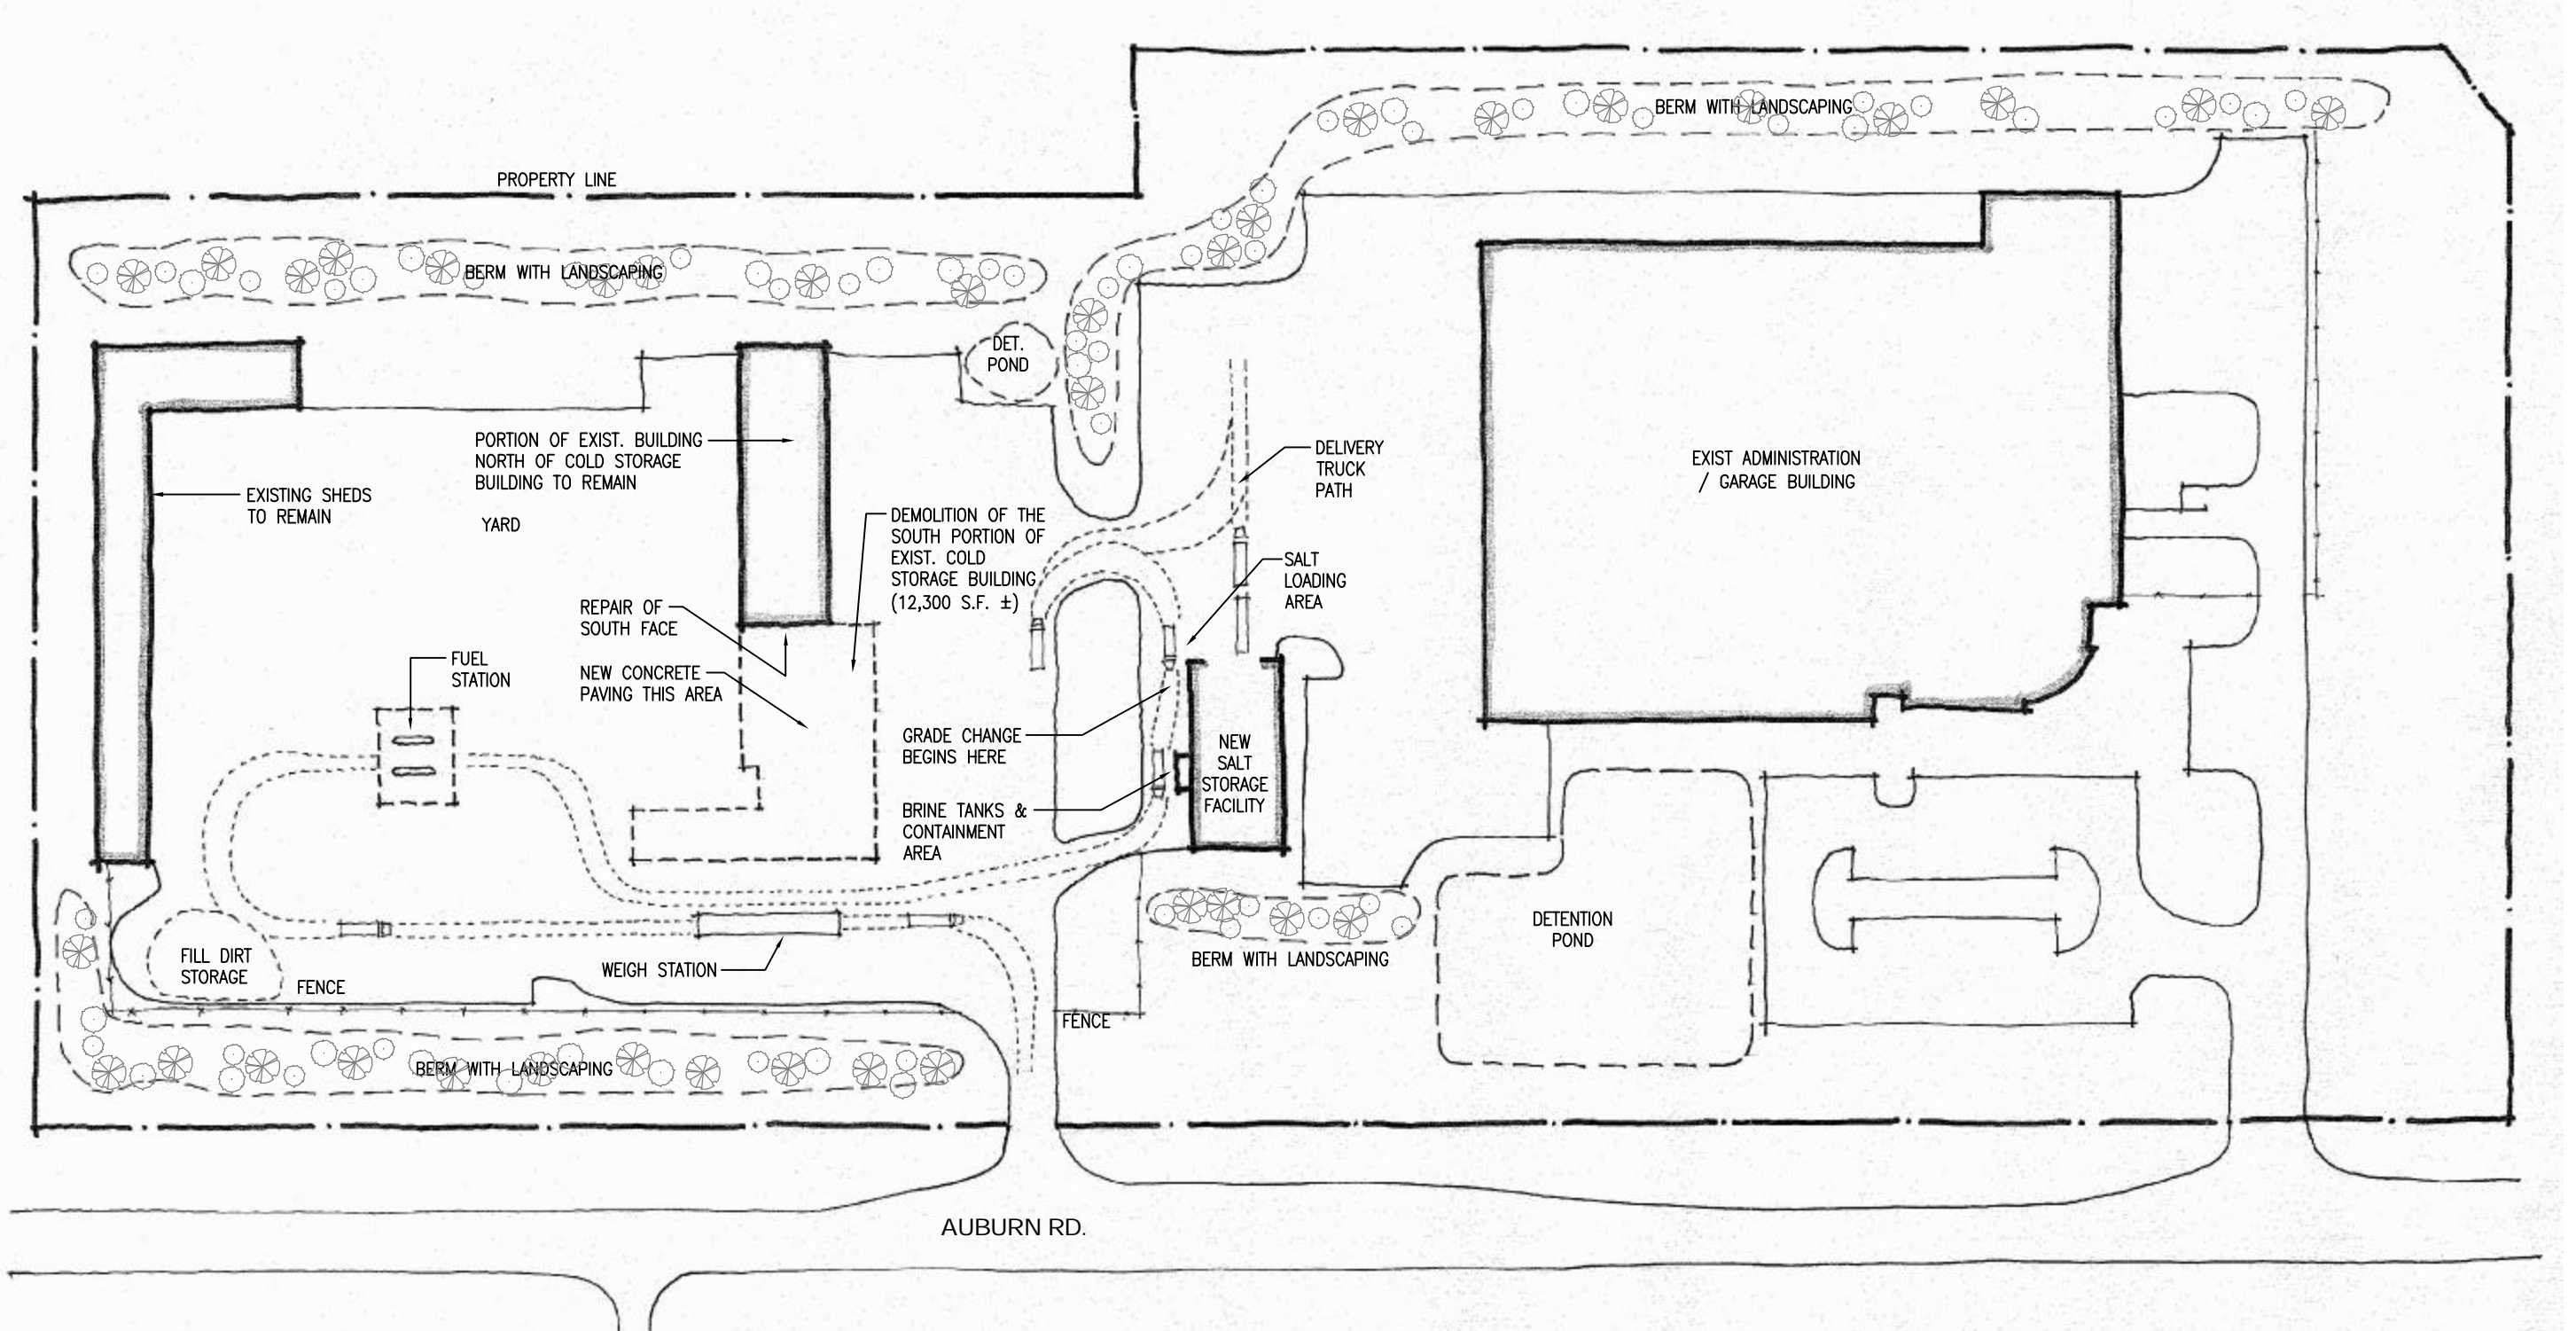 BERM WITH LANDSCAPING
PROPERTY LINE
BERM WITH LANDSCAPING
DET.
POND
PORTION OF EXIST. BUILDING
NORTH OF COLD STORAGE
BUILDING TO REMAIN
EXISTING SHEDS
TO REMAIN
YARD
DELIVERY
TRUCK
PATH
EXIST ADMINISTRATION
/ GARAGE BUILDING
DEMOLITION OF THE
SOUTH PORTION OF
EXIST. COLD
STORAGE BUILDING
(12,300 S.F. ±)
SALT
LOADING
AREA
REPAIR OF
SOUTH FACE
FUEL
STATION
NEW CONCRETE
PAVING THIS AREA
GRADE CHANGE
BEGINS HERE
NEW
SALT
STORAGE
FACILITY
BRINE TANKS &
CONTAINMENT
AREA
FILL DIRT
STORAGE
FENCE
WEIGH STATION
BERM WITH LANDSCAPING
DETENTION
POND
FENCE
BERM WITH LANDSCAPING
AUBURN RD.